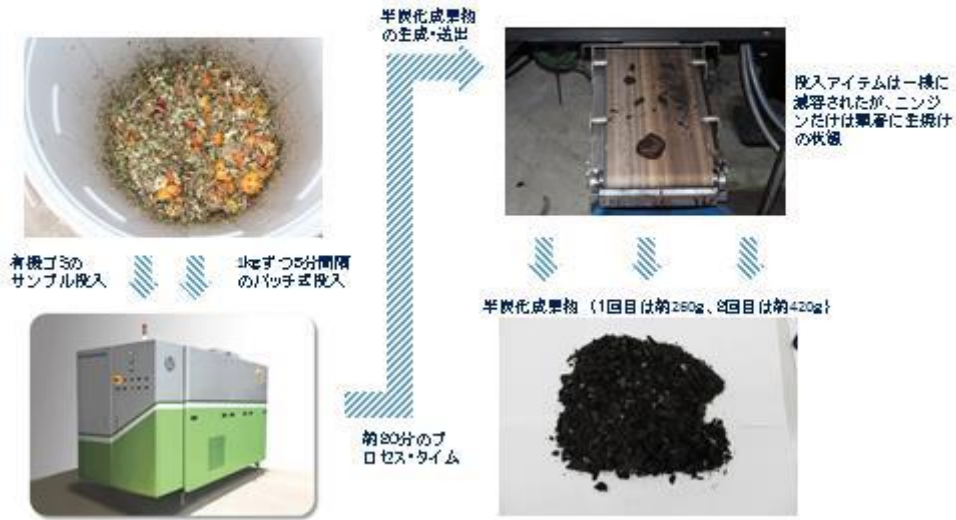 半炭化成果物
の生成・送出
投入アイテムは一様に
減容されたが、ニンジ
ンだけは顕著に生焼け
の状態
有機ゴミの
サンプル投入
1kgずつ5分間隔
のバッチ式投入
半炭化成果物 (1回目は約260g、2回目は約420g)
約20分のプ
ロセス・タイム